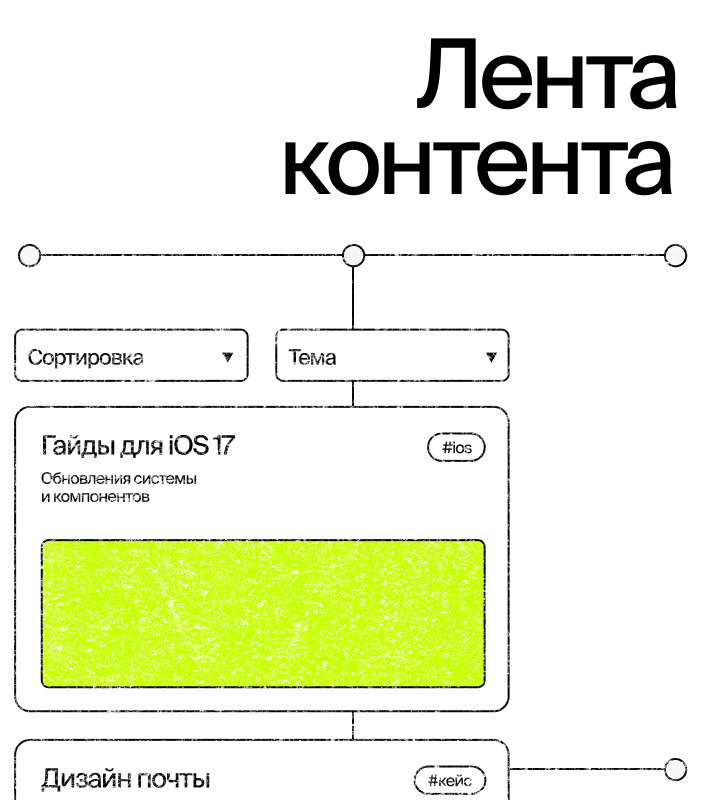 Лента
контента
Сортировка
Тема
Гайды для iOS 17
#ios
Обновления системы
и компонентов
Дизайн почты
#кейс